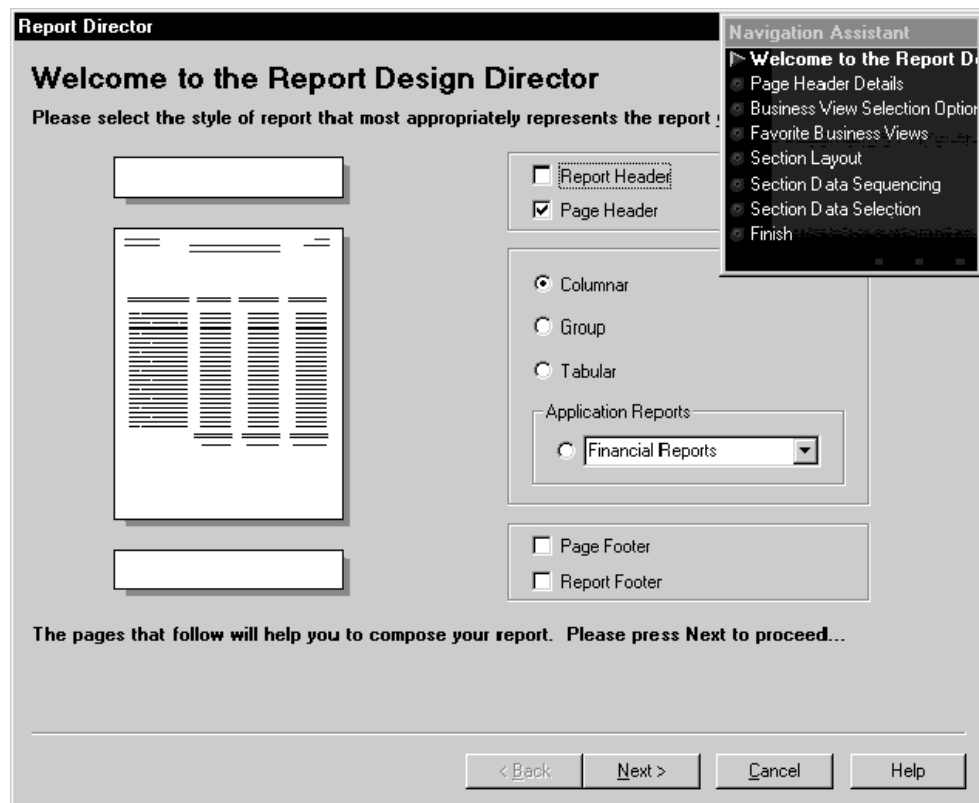 Report Director
Welcome to the Report Design Director
Please select the style of report that most appropriately represents the report
Report Header
Page Header
Columnar
Group
Tabular
Application Reports
Financial Reports
Page Footer
Report Footer
The pages that follow will help you to compose your report. Please press Next to proceed...
< Back
Next >
Cancel
Help
Navigation Assistant
Welcome to the Report D
Page Header Details
Business View Selection Option
Favorite Business Views
Section Layout
Section Data Sequencing
Section Data Selection
Finish